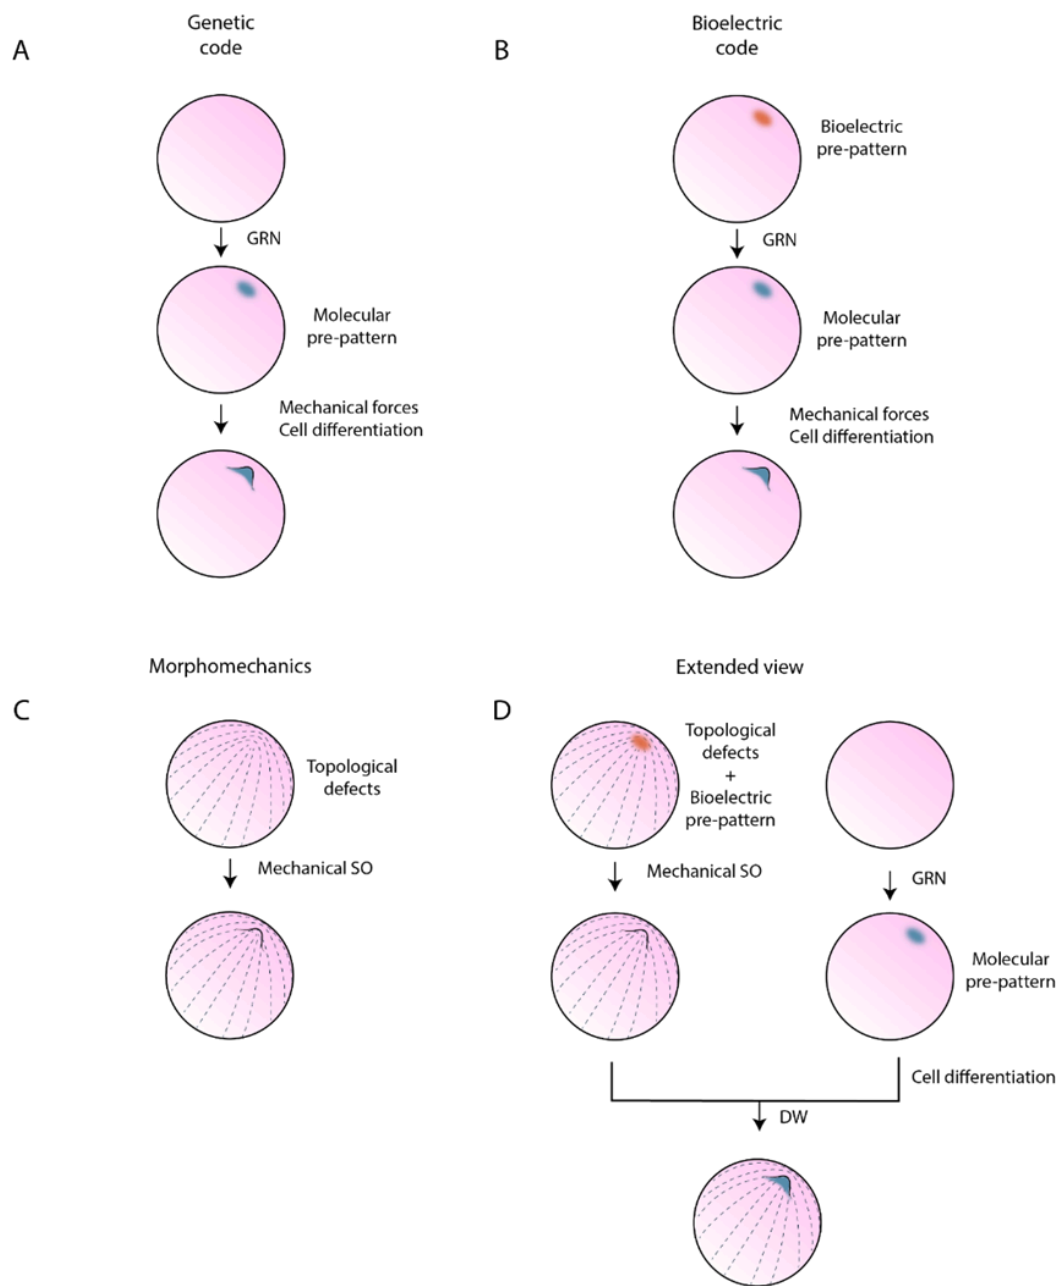 Genetic
code
A
GRN
Molecular
pre-pattern
Mechanical forces
Cell differentiation
Bioelectric
code
B
Bioelectric
pre-pattern
GRN
Molecular
pre-pattern
Mechanical forces
Cell differentiation
Morphomechanics
C
Topological
defects
Mechanical SO
Extended view
D
Topological
defects
+
Bioelectric
pre-pattern
Mechanical SO
GRN
Molecular
pre-pattern
Cell differentiation
DW